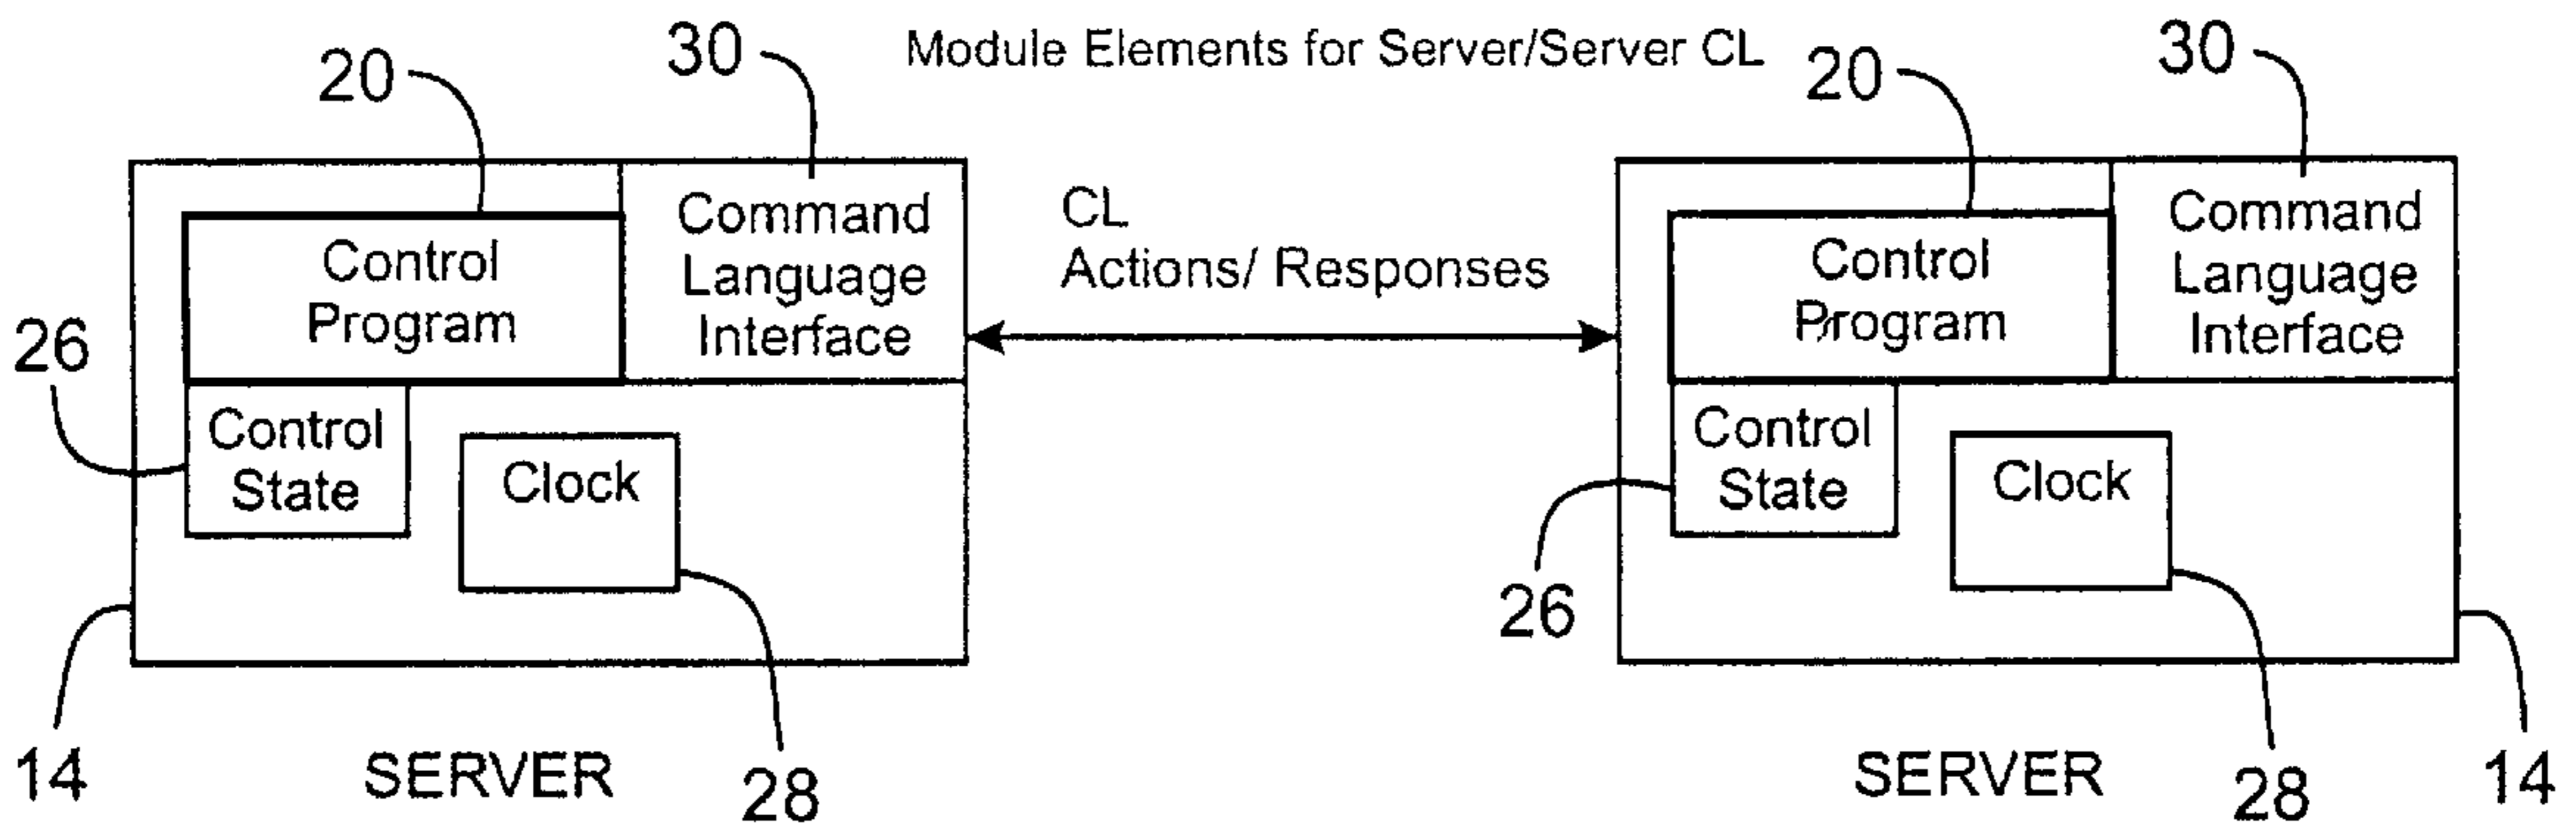 Module Elements for Server/Server CL
20
30
Control
Program
Command
Language
Interface
26
Control
State
Clock
14
SERVER
28
CL
Actions/ Responses
20
30
Control
Program
Command
Language
Interface
26
Control
State
Clock
SERVER
28
14